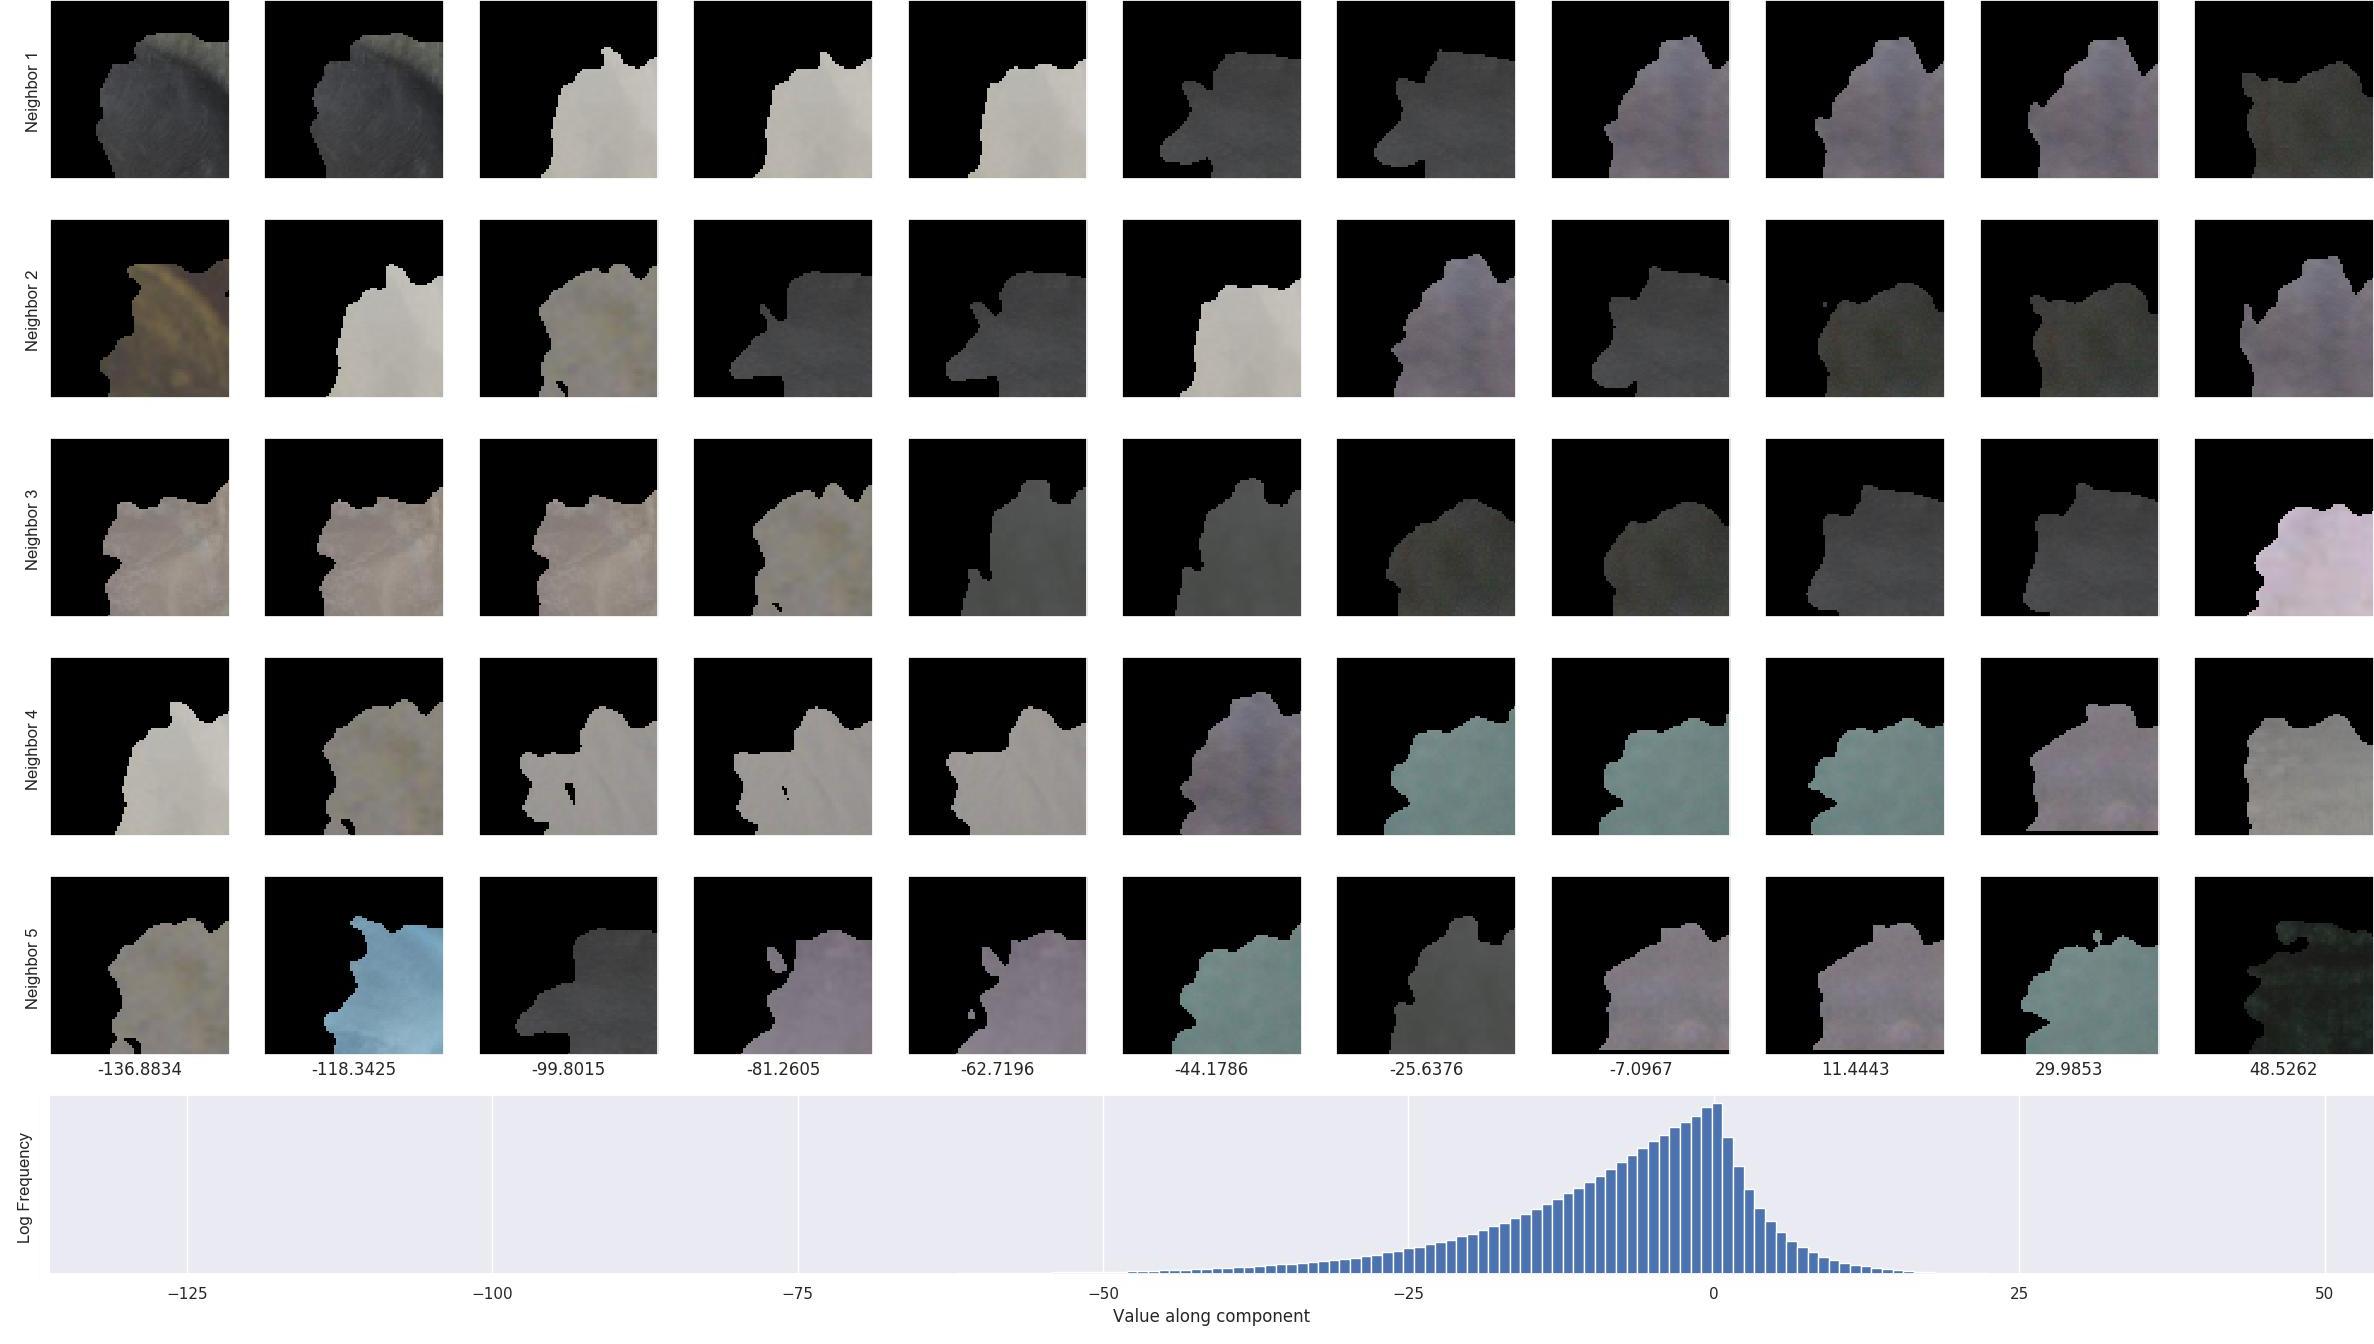 Neighbor 1
Neighbor 2
Neighbor 3
Neighbor 4
Neighbor 5
-136.8834 -118.3425 -99.8015 -81.2605 -62.7196 -44.1786 -25.6376 -7.0967 11.4443 29.9853 48.5262
Log Frequency
−125 −100 −75 −50 −25 0 25 50
Value along component